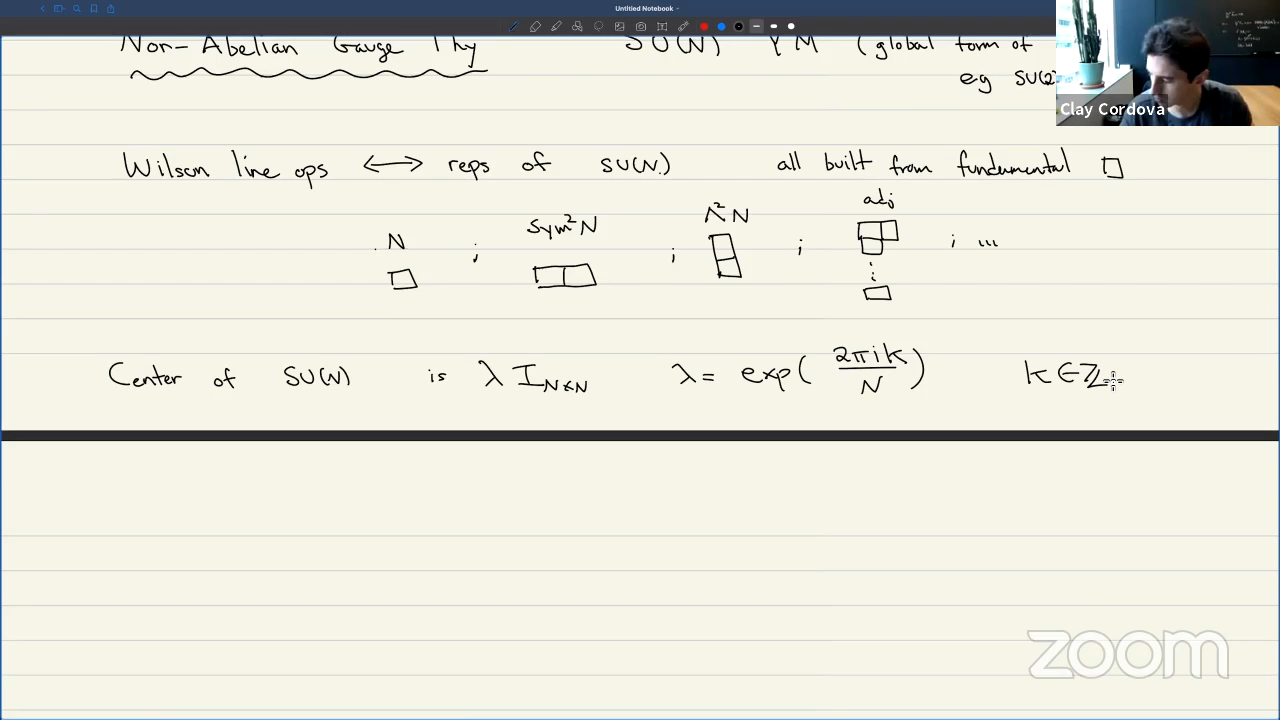 Untitled Notebook
Non-Abelian Gauge Thy SU(N) YM (global form of
eg SU(2)
Clay Cordova
Wilson line ops ⟷ reps of SU(N) all built from fundamental □
N ; Sym²N ; Λ²N ; adj ; ...
Center of SU(N) is λ I_{N×N} λ = exp( 2πik / N ) k ∈ ℤ
zoom